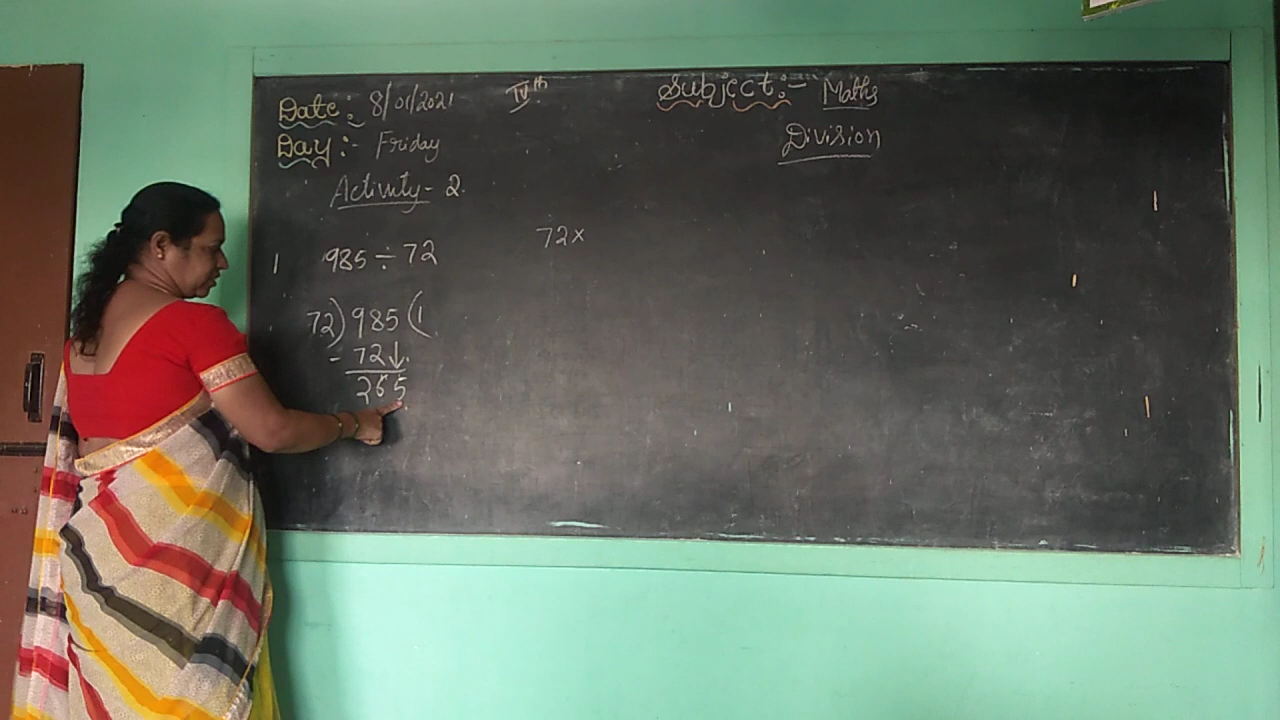 Date:- 8/01/2021 IVth Subject:- Maths
Day:- Friday Division
Activity- 2.
1 985 ÷ 72 72×
72)985(1
- 72↓
265